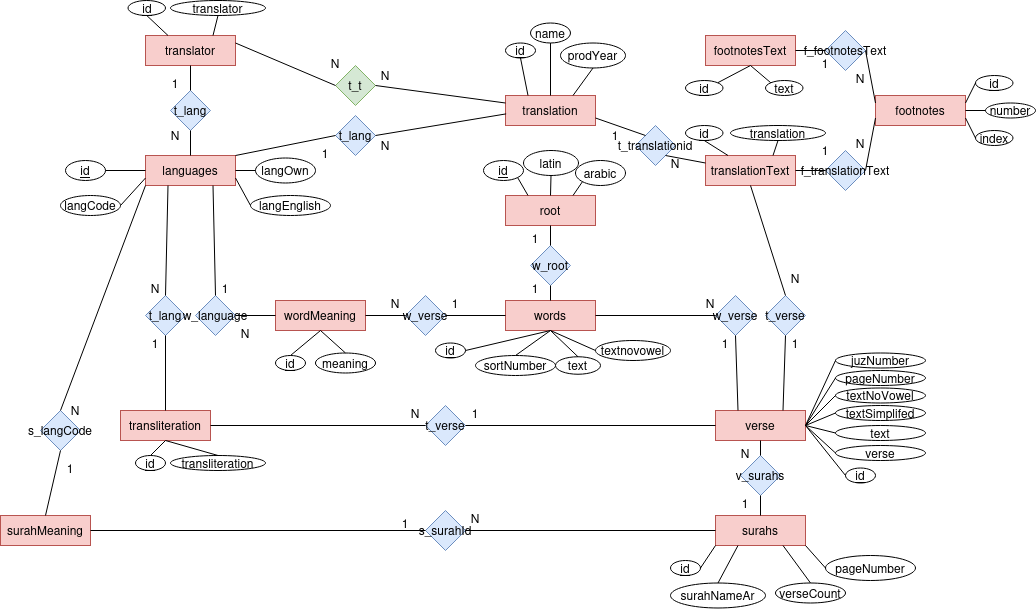 id
translator
translator
name
id
prodYear
footnotesText
f_footnotesText
1
N
id
text
id
number
index
footnotes
1
t_lang
N
N
t_t
N
translation
t_lang
1
N
1
t_translationid
N
id
translation
translationText
1
N
f_translationText
id
languages
langOwn
langCode
langEnglish
id
latin
arabic
root
1
w_root
1
N
t_lang
1
1
w_language
N
wordMeaning
id
meaning
N
w_verse
1
words
id
sortNumber
text
textnovowel
N
w_verse
1
N
t_verse
1
juzNumber
pageNumber
textNoVowel
textSimplifed
text
verse
id
N
s_langCode
1
transliteration
id
transliteration
N
t_verse
1
verse
N
v_surahs
1
surahMeaning
1
s_surahId
N
surahs
id
surahNameAr
verseCount
pageNumber